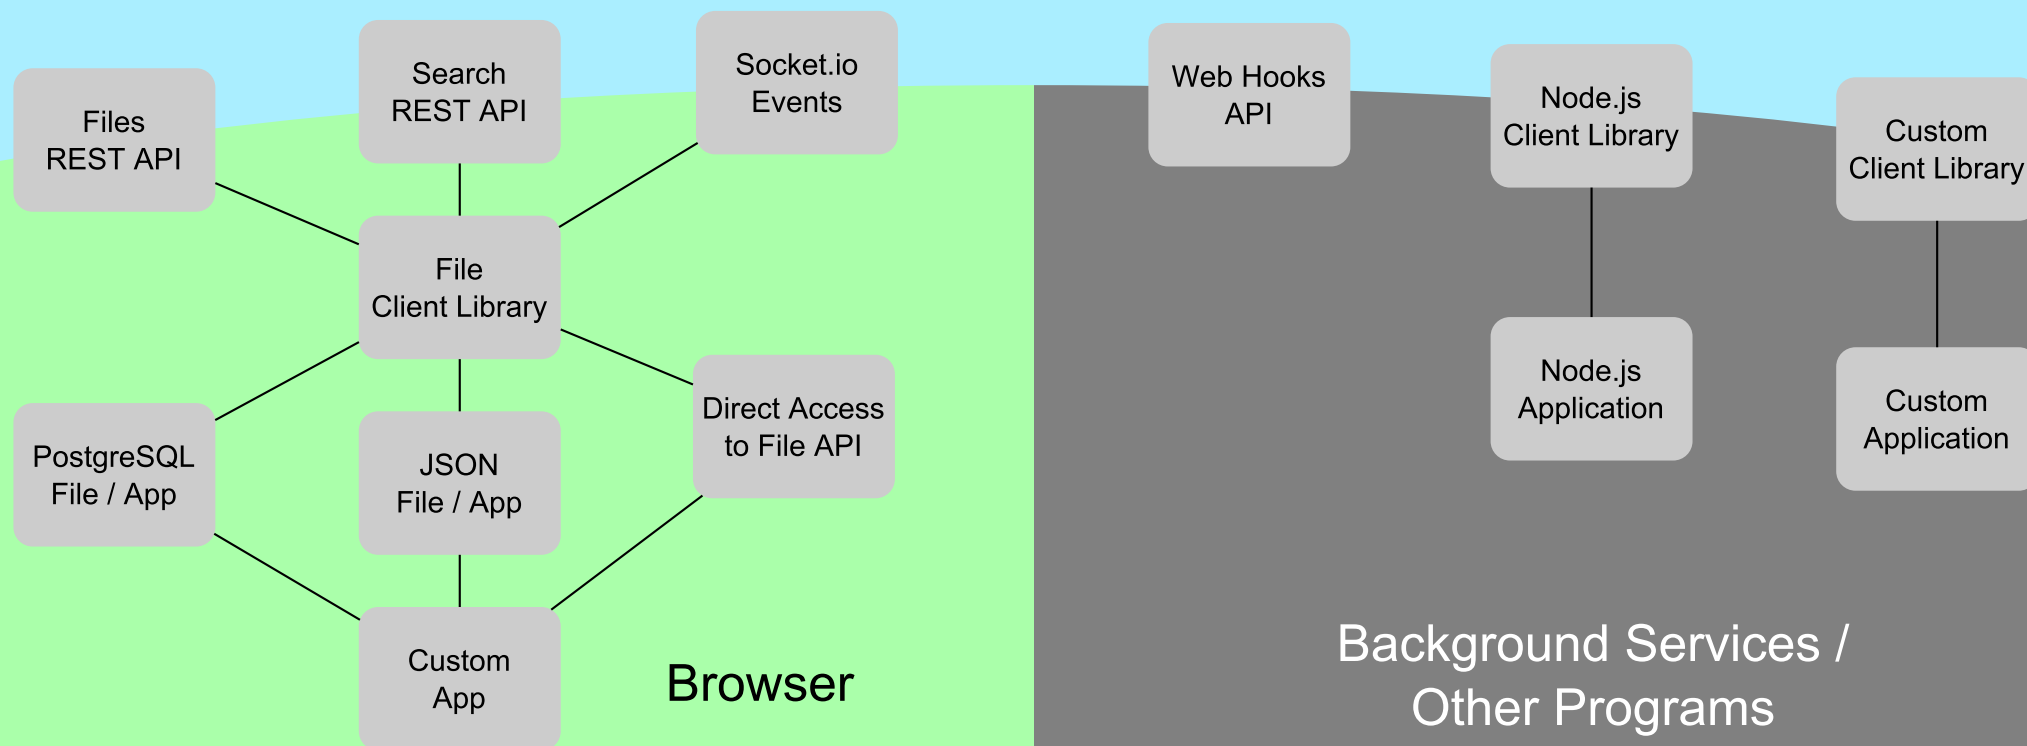 Files
REST API
Search
REST API
Socket.io
Events
Web Hooks
API
Node.js
Client Library
Custom
Client Library
File
Client Library
PostgreSQL
File / App
JSON
File / App
Direct Access
to File API
Node.js
Application
Custom
Application
Custom
App
Browser
Background Services /
Other Programs